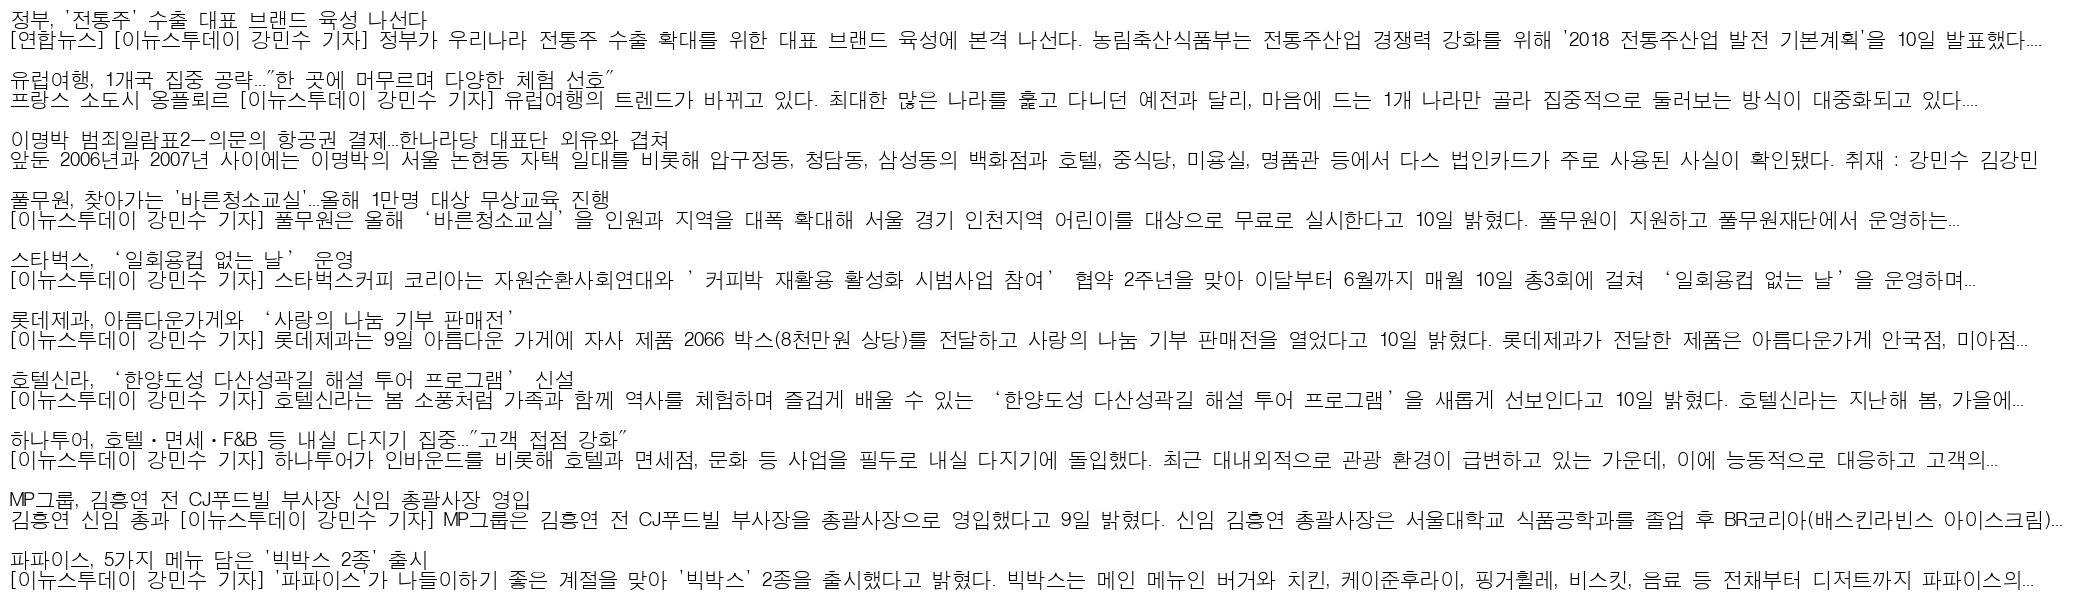 정부, '전통주' 수출 대표 브랜드 육성 나선다
[연합뉴스] [이뉴스투데이 강민수 기자] 정부가 우리나라 전통주 수출 확대를 위한 대표 브랜드 육성에 본격 나선다. 농림축산식품부는 전통주산업 경쟁력 강화를 위해 '2018 전통주산업 발전 기본계획'을 10일 발표했다....
유럽여행, 1개국 집중 공략..."한 곳에 머무르며 다양한 체험 선호"
프랑스 소도시 옹플뢰르 [이뉴스투데이 강민수 기자] 유럽여행의 트렌드가 바뀌고 있다. 최대한 많은 나라를 훑고 다니던 예전과 달리, 마음에 드는 1개 나라만 골라 집중적으로 둘러보는 방식이 대중화되고 있다....
이명박 범죄일람표2—의문의 항공권 결제...한나라당 대표단 외유와 겹쳐
앞둔 2006년과 2007년 사이에는 이명박의 서울 논현동 자택 일대를 비롯해 압구정동, 청담동, 삼성동의 백화점과 호텔, 중식당, 미용실, 명품관 등에서 다스 법인카드가 주로 사용된 사실이 확인됐다. 취재 : 강민수 김강민
풀무원, 찾아가는 '바른청소교실'...올해 1만명 대상 무상교육 진행
[이뉴스투데이 강민수 기자] 풀무원은 올해 ‘바른청소교실’을 인원과 지역을 대폭 확대해 서울 경기 인천지역 어린이를 대상으로 무료로 실시한다고 10일 밝혔다. 풀무원이 지원하고 풀무원재단에서 운영하는...
스타벅스, ‘일회용컵 없는 날’ 운영
[이뉴스투데이 강민수 기자] 스타벅스커피 코리아는 자원순환사회연대와 ’커피박 재활용 활성화 시범사업 참여’ 협약 2주년을 맞아 이달부터 6월까지 매월 10일 총3회에 걸쳐 ‘일회용컵 없는 날’을 운영하며...
롯데제과, 아름다운가게와 ‘사랑의 나눔 기부 판매전’
[이뉴스투데이 강민수 기자] 롯데제과는 9일 아름다운 가게에 자사 제품 2066 박스(8천만원 상당)를 전달하고 사랑의 나눔 기부 판매전을 열었다고 10일 밝혔다. 롯데제과가 전달한 제품은 아름다운가게 안국점, 미아점...
호텔신라, ‘한양도성 다산성곽길 해설 투어 프로그램’ 신설
[이뉴스투데이 강민수 기자] 호텔신라는 봄 소풍처럼 가족과 함께 역사를 체험하며 즐겁게 배울 수 있는 ‘한양도성 다산성곽길 해설 투어 프로그램’을 새롭게 선보인다고 10일 밝혔다. 호텔신라는 지난해 봄, 가을에...
하나투어, 호텔·면세·F&B 등 내실 다지기 집중..."고객 접점 강화"
[이뉴스투데이 강민수 기자] 하나투어가 인바운드를 비롯해 호텔과 면세점, 문화 등 사업을 필두로 내실 다지기에 돌입했다. 최근 대내외적으로 관광 환경이 급변하고 있는 가운데, 이에 능동적으로 대응하고 고객의...
MP그룹, 김흥연 전 CJ푸드빌 부사장 신임 총괄사장 영입
김흥연 신임 총과 [이뉴스투데이 강민수 기자] MP그룹은 김흥연 전 CJ푸드빌 부사장을 총괄사장으로 영입했다고 9일 밝혔다. 신임 김흥연 총괄사장은 서울대학교 식품공학과를 졸업 후 BR코리아(배스킨라빈스 아이스크림)...
파파이스, 5가지 메뉴 담은 '빅박스 2종' 출시
[이뉴스투데이 강민수 기자] '파파이스'가 나들이하기 좋은 계절을 맞아 '빅박스' 2종을 출시했다고 밝혔다. 빅박스는 메인 메뉴인 버거와 치킨, 케이준후라이, 핑거휠레, 비스킷, 음료 등 전채부터 디저트까지 파파이스의...